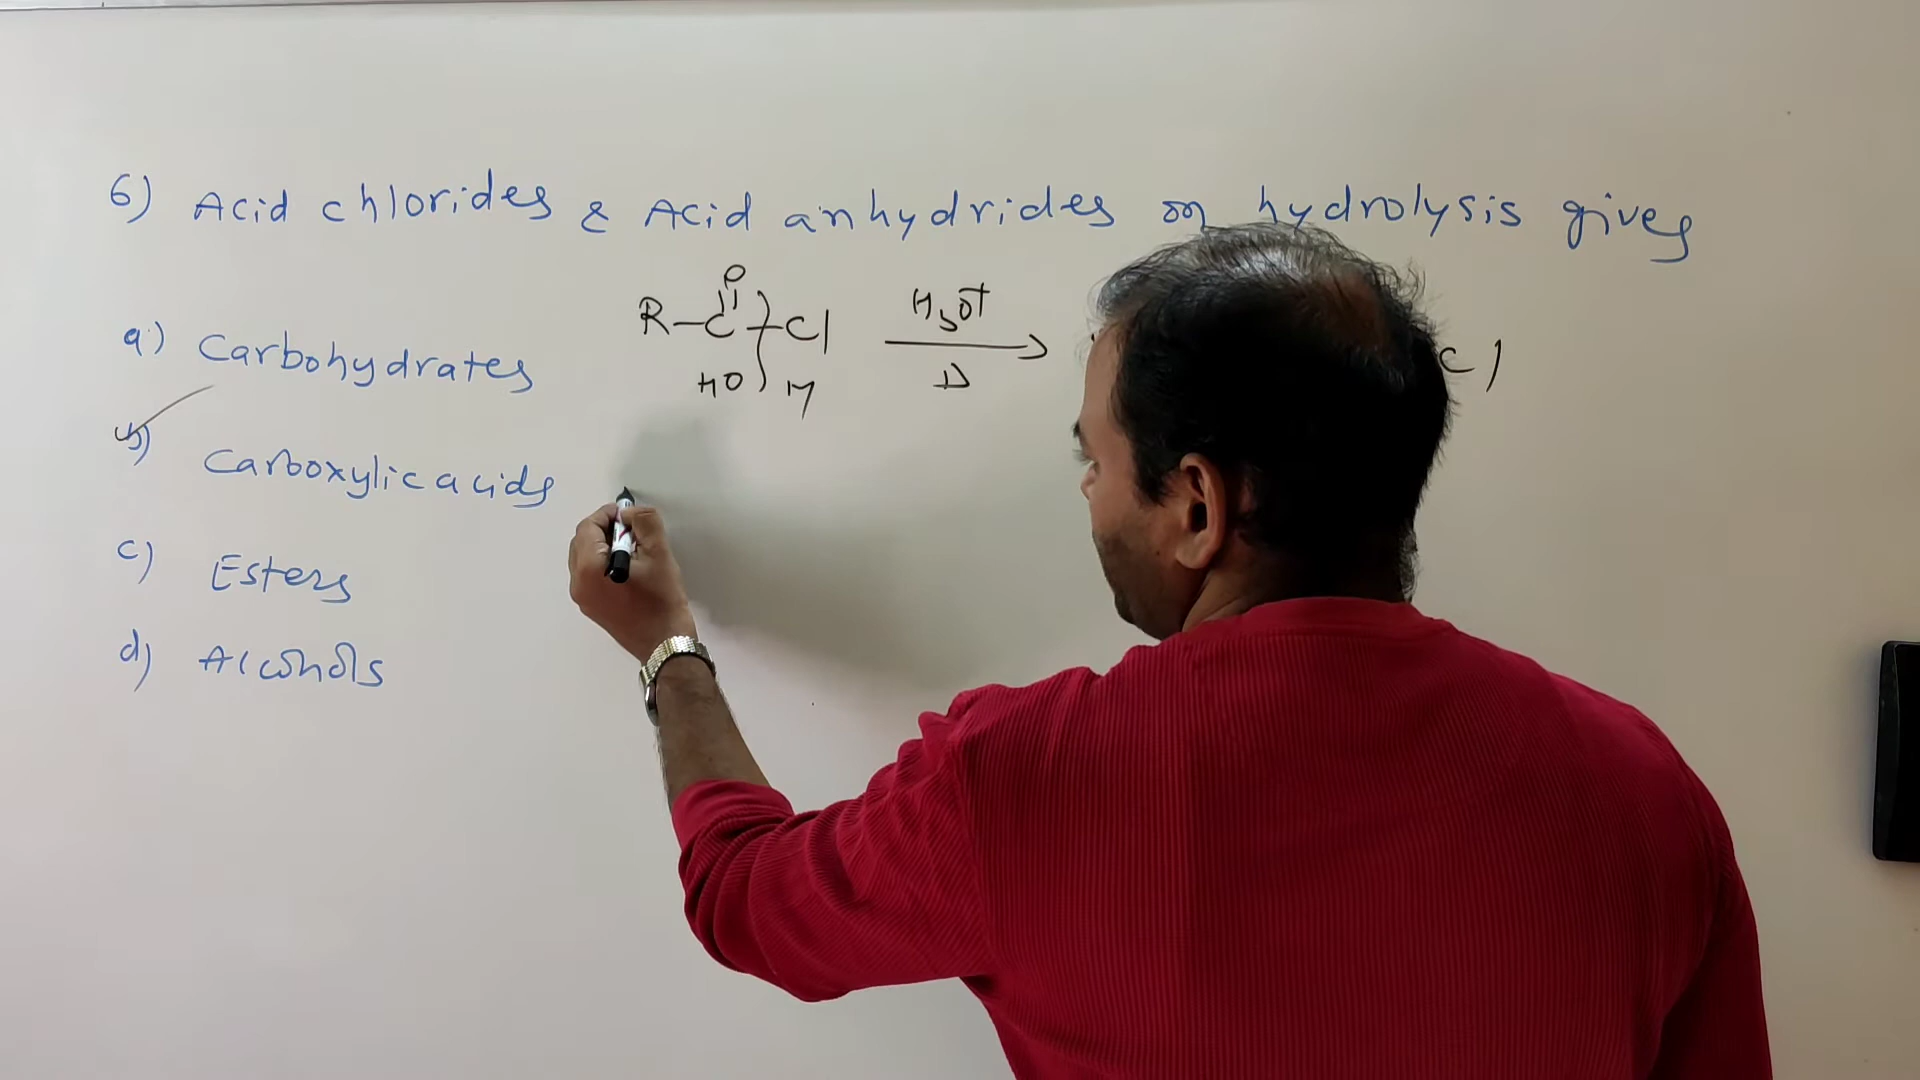 6) Acid chlorides & Acid anhydrides on hydrolysis gives
O
R-C-Cl H3O+
HO H Δ
Cl
a) Carbohydrates
b) Carboxylic acids
c) Esters
d) Alcohols